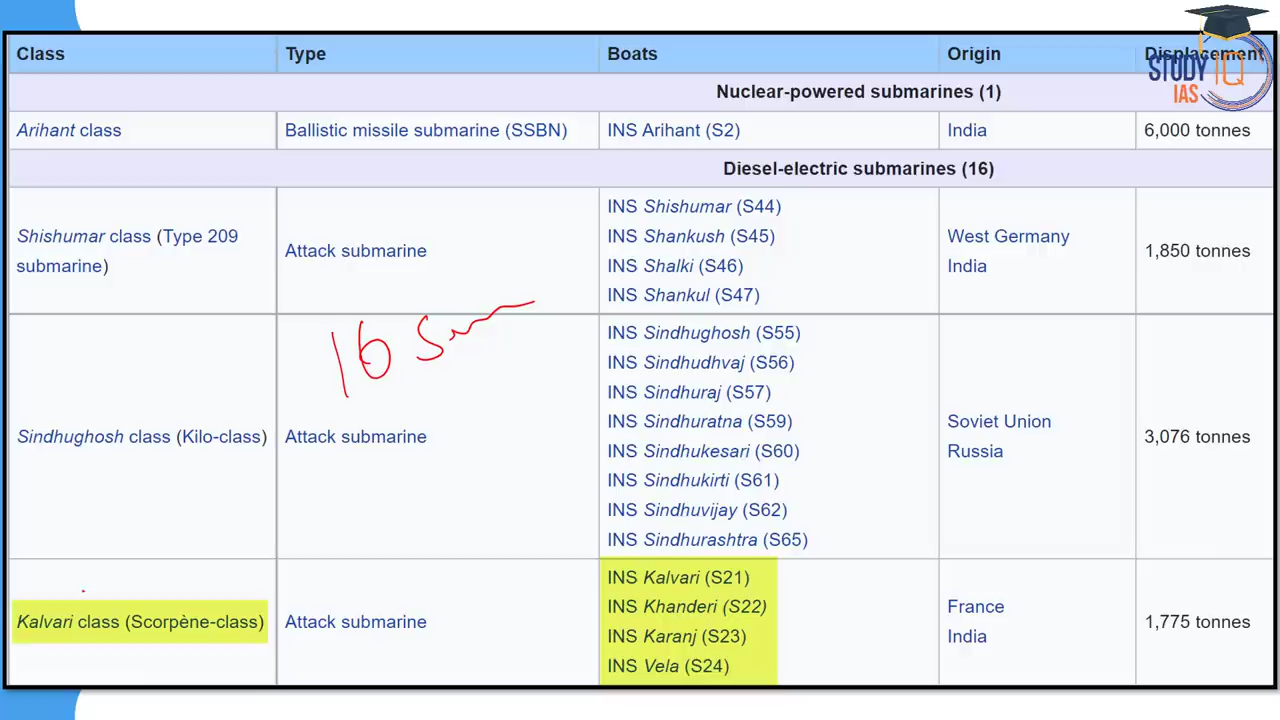 Class Type Boats Origin Displacement
STUDY IQ
IAS
Nuclear-powered submarines (1)
Arihant class Ballistic missile submarine (SSBN) INS Arihant (S2) India 6,000 tonnes
Diesel-electric submarines (16)
Shishumar class (Type 209
submarine)
Attack submarine
INS Shishumar (S44)
INS Shankush (S45)
INS Shalki (S46)
INS Shankul (S47)
West Germany
India
1,850 tonnes
16
Sindhughosh class (Kilo-class)
Attack submarine
INS Sindhughosh (S55)
INS Sindhudhvaj (S56)
INS Sindhuraj (S57)
INS Sindhuratna (S59)
INS Sindhukesari (S60)
INS Sindhukirti (S61)
INS Sindhuvijay (S62)
INS Sindhurashtra (S65)
Soviet Union
Russia
3,076 tonnes
Kalvari class (Scorpène-class)
Attack submarine
INS Kalvari (S21)
INS Khanderi (S22)
INS Karanj (S23)
INS Vela (S24)
France
India
1,775 tonnes